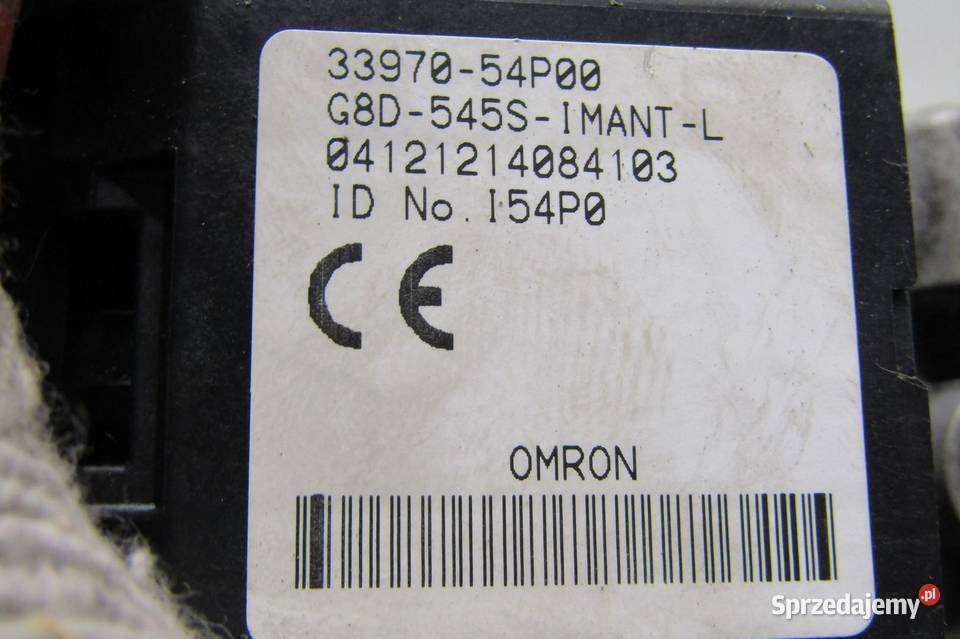 33970-54P00
G8D-545S-IMANT-L
04121214084103
ID No. I54P0
CE
OMRON
Sprzedajemy.pl